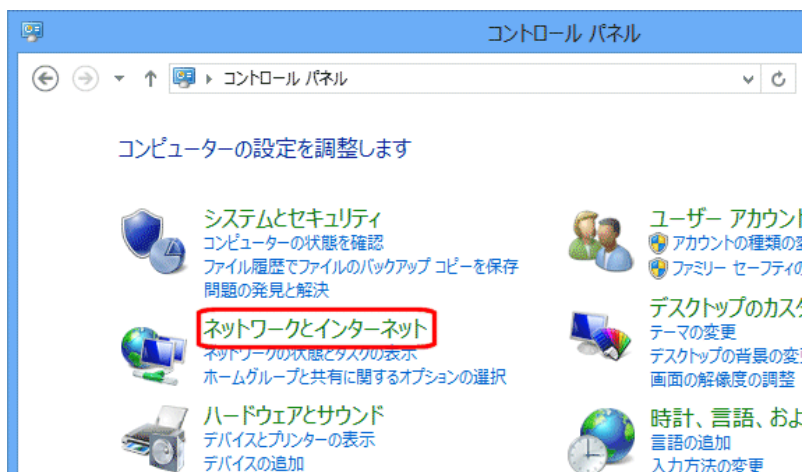 コントロール パネル
コントロール パネル
コンピューターの設定を調整します
システムとセキュリティ
コンピューターの状態を確認
ファイル履歴でファイルのバックアップ コピーを保存
問題の発見と解決
ネットワークとインターネット
ネットワークの状態とタスクの表示
ホームグループと共有に関するオプションの選択
ハードウェアとサウンド
デバイスとプリンターの表示
デバイスの追加
ユーザー アカウント
アカウントの種類の変
ファミリー セーフティの
デスクトップのカスタ
テーマの変更
デスクトップの背景の変更
画面の解像度の調整
時計、言語、およ
言語の追加
入力方法の変更